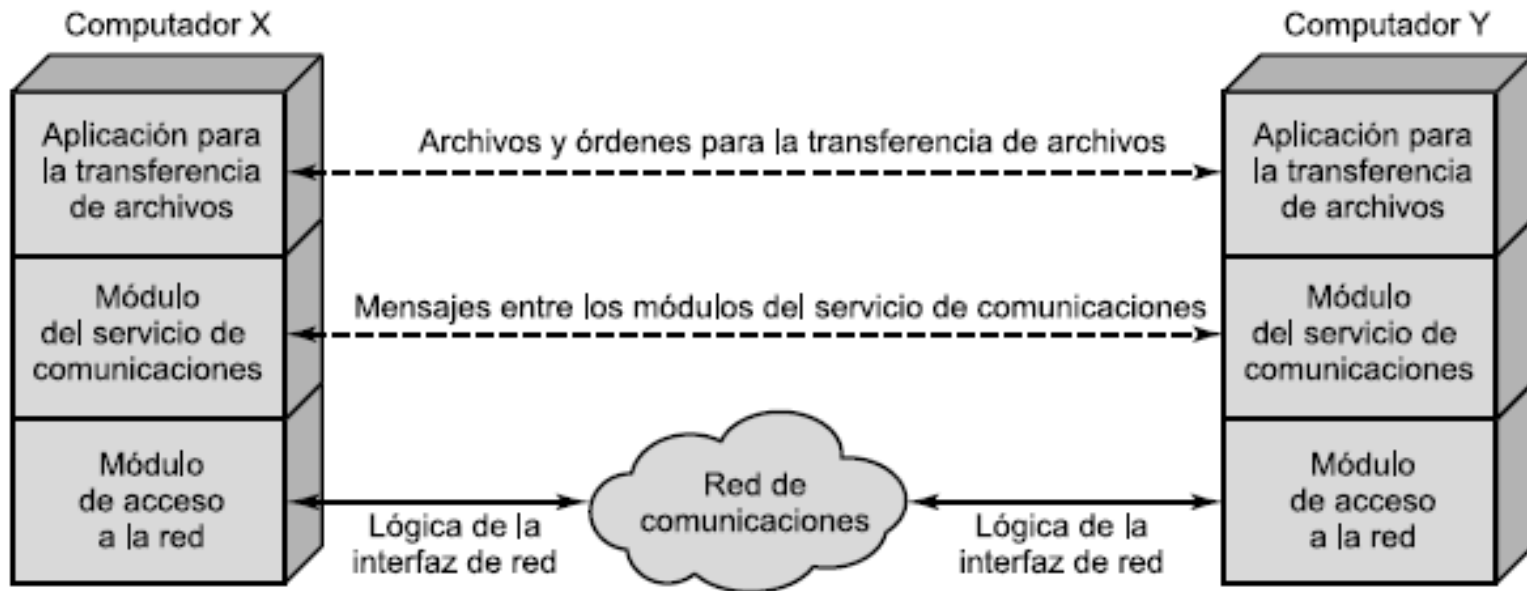 Computador X
Computador Y
Aplicación para
la transferencia
de archivos
Archivos y órdenes para la transferencia de archivos
Aplicación para
la transferencia
de archivos
Módulo
del servicio de
comunicaciones
Mensajes entre los módulos del servicio de comunicaciones
Módulo
del servicio de
comunicaciones
Módulo
de acceso
a la red
Lógica de la
interfaz de red
Red de
comunicaciones
Lógica de la
interfaz de red
Módulo
de acceso
a la red